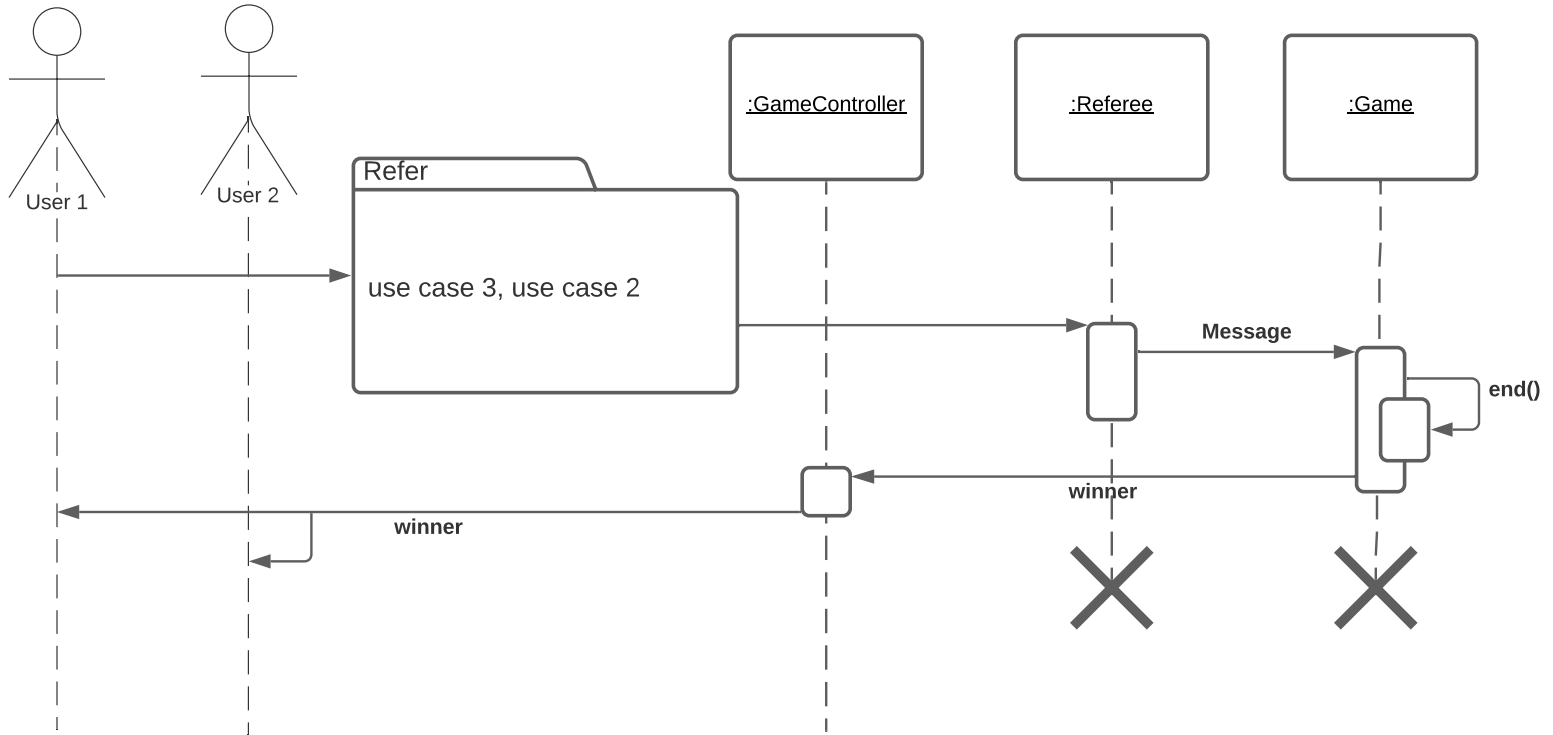 User 1
User 2
Refer
use case 3, use case 2
:GameController
:Referee
:Game
Message
end()
winner
winner